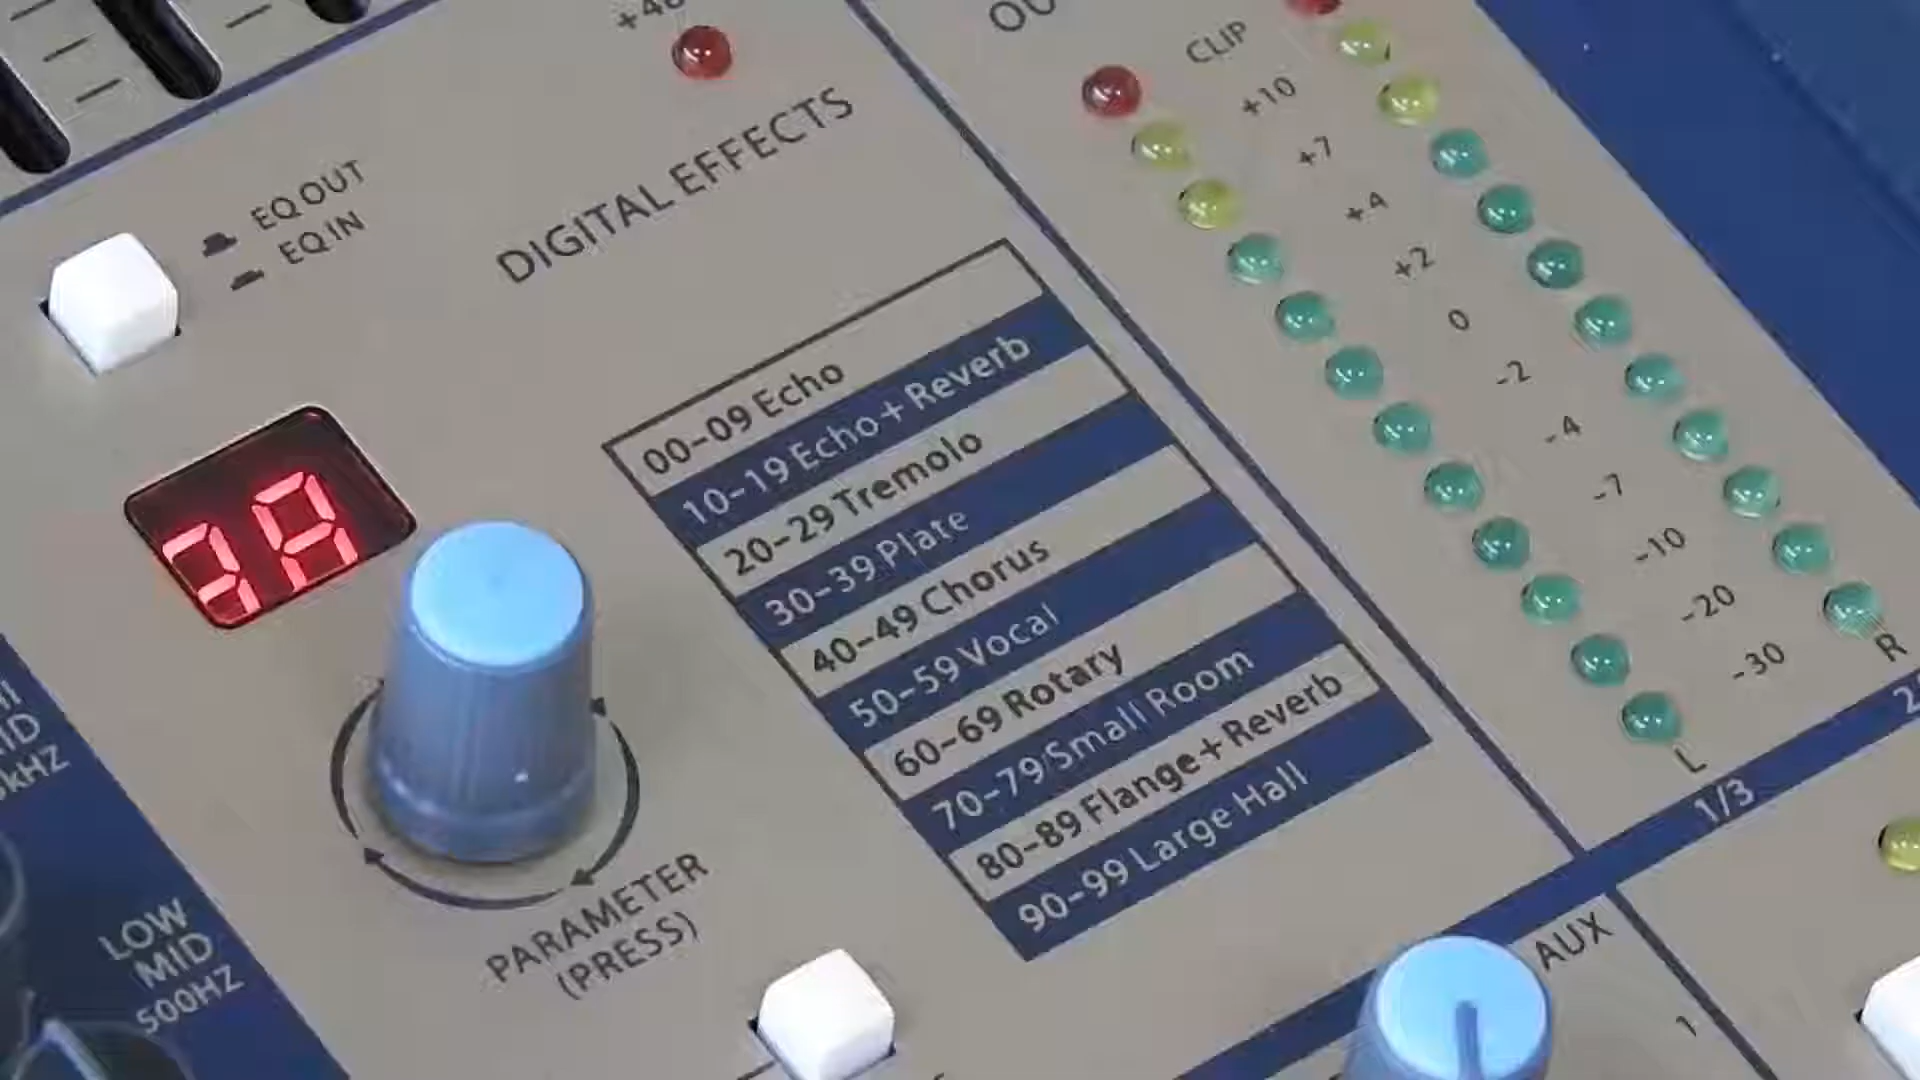 EQ OUT
EQ IN
DIGITAL EFFECTS
00-09 Echo
10-19 Echo+Reverb
20-29 Tremolo
30-39 Plate
40-49 Chorus
50-59 Vocal
60-69 Rotary
70-79 Small Room
80-89 Flange+Reverb
90-99 Large Hall
PARAMETER
(PRESS)
LOW
MID
500HZ
CLIP
+10
+7
+4
+2
0
-2
-4
-7
-10
-20
-30
L
R
1/3
AUX
1